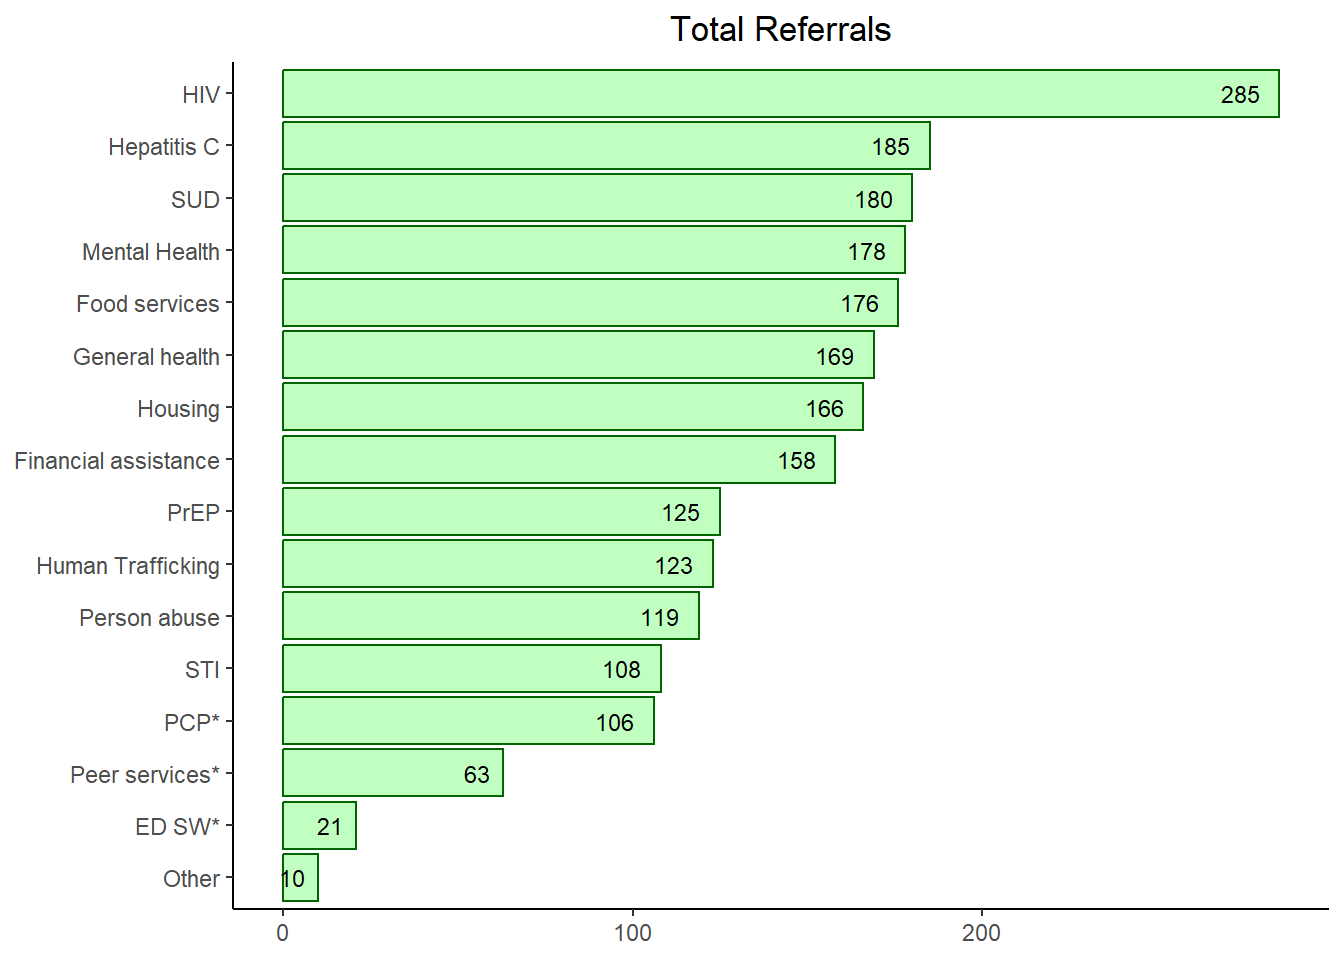 Total Referrals
HIV 285
Hepatitis C 185
SUD 180
Mental Health 178
Food services 176
General health 169
Housing 166
Financial assistance 158
PrEP 125
Human Trafficking 123
Person abuse 119
STI 108
PCP* 106
Peer services* 63
ED SW* 21
Other 10
0 100 200